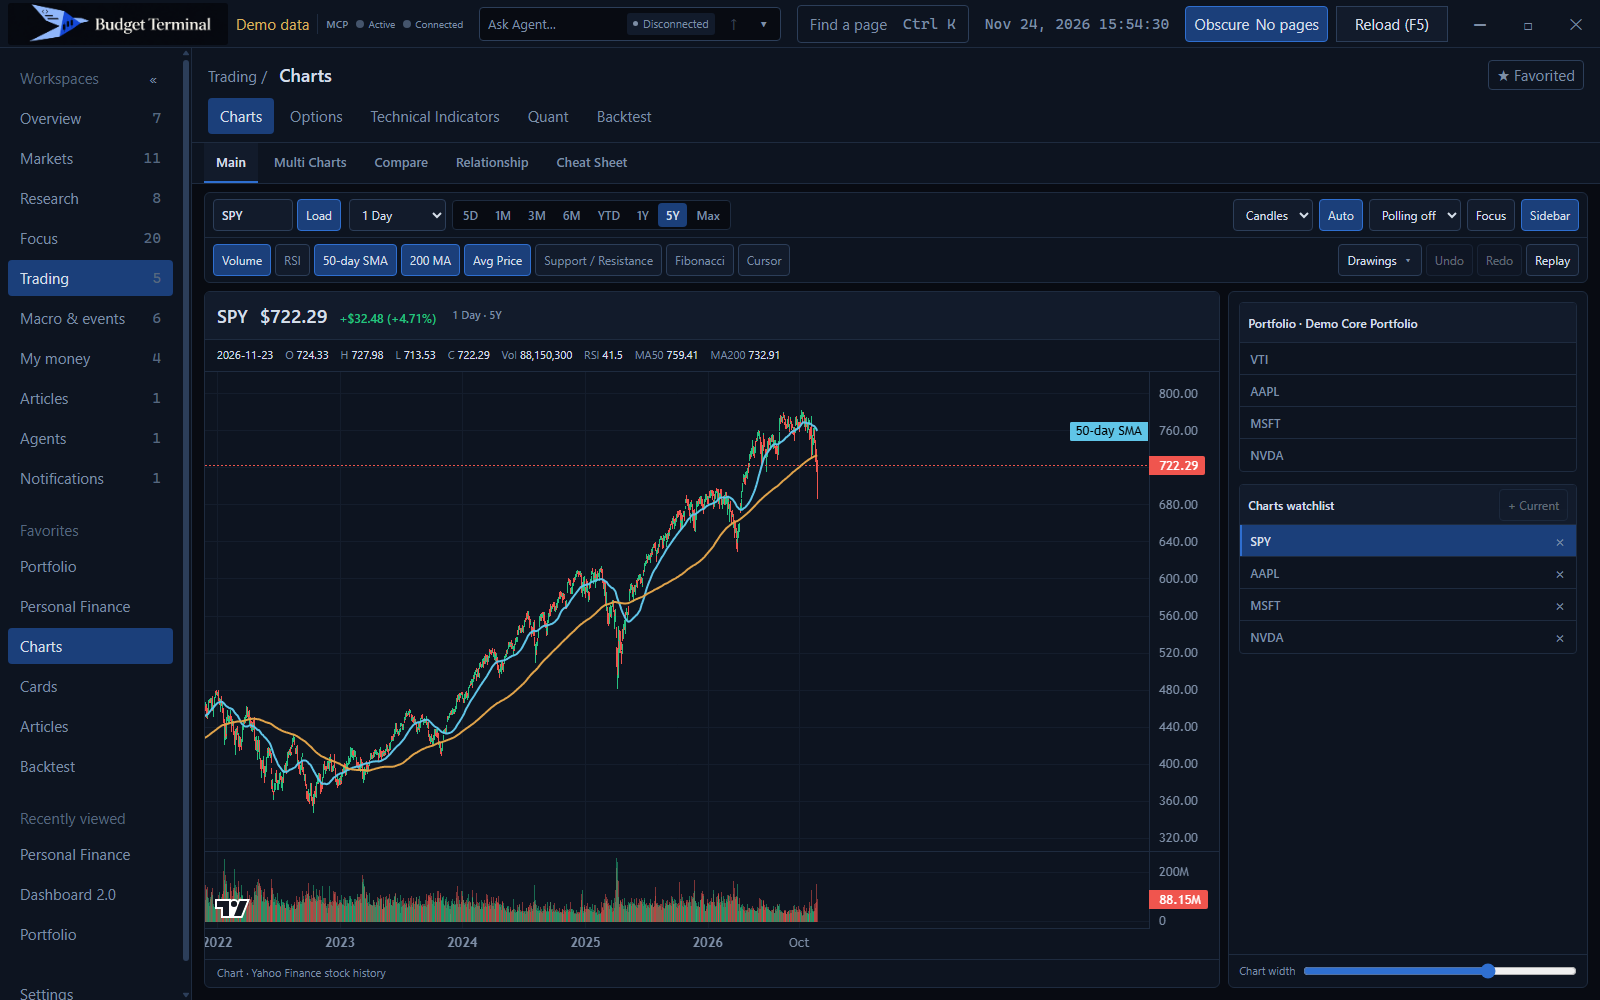 Budget Terminal
Demo data
MCP Active Connected
Ask Agent... Disconnected
Find a page Ctrl K
Nov 24, 2026 15:54:30
Obscure No pages
Reload (F5)
Workspaces
Overview 7
Markets 11
Research 8
Focus 20
Trading 5
Macro & events 6
My money 4
Articles 1
Agents 1
Notifications 1
Favorites
Portfolio
Personal Finance
Charts
Cards
Articles
Backtest
Recently viewed
Personal Finance
Dashboard 2.0
Portfolio
Settings
Trading / Charts
★ Favorited
Charts Options Technical Indicators Quant Backtest
Main Multi Charts Compare Relationship Cheat Sheet
SPY Load 1 Day 5D 1M 3M 6M YTD 1Y 5Y Max
Candles Auto Polling off Focus Sidebar
Volume RSI 50-day SMA 200 MA Avg Price Support / Resistance Fibonacci Cursor
Drawings Undo Redo Replay
SPY $722.29 +$32.48 (+4.71%) 1 Day · 5Y
2026-11-23 O 724.33 H 727.98 L 713.53 C 722.29 Vol 88,150,300 RSI 41.5 MA50 759.41 MA200 732.91
800.00
50-day SMA
760.00
722.29
680.00
640.00
600.00
560.00
520.00
480.00
440.00
400.00
360.00
320.00
200M
88.15M
0
2022 2023 2024 2025 2026 Oct
Chart · Yahoo Finance stock history
Portfolio · Demo Core Portfolio
VTI
AAPL
MSFT
NVDA
Charts watchlist + Current
SPY ×
AAPL ×
MSFT ×
NVDA ×
Chart width